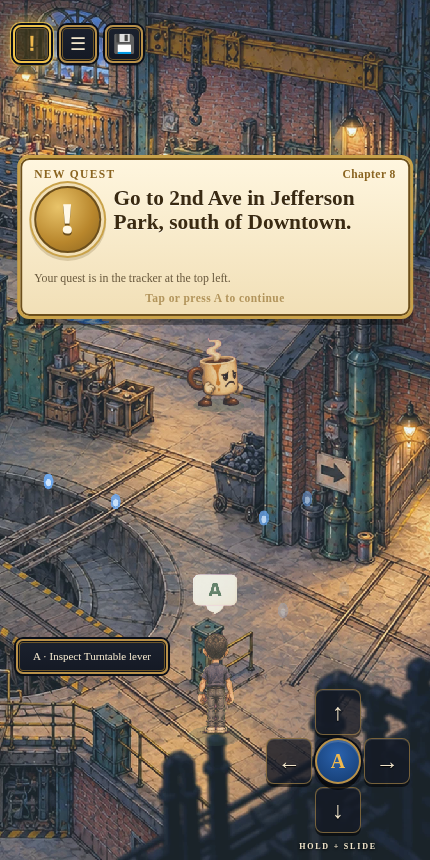 !
☰
NEW QUEST
Chapter 8
!
Go to 2nd Ave in Jefferson
Park, south of Downtown.
Your quest is in the tracker at the top left.
Tap or press A to continue
A
A · Inspect Turntable lever
↑
← A →
↓
HOLD + SLIDE